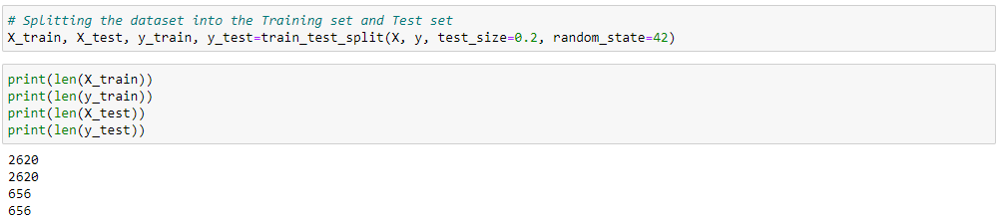 # Splitting the dataset into the Training set and Test set
X_train, X_test, y_train, y_test=train_test_split(X, y, test_size=0.2, random_state=42)
print(len(X_train))
print(len(y_train))
print(len(X_test))
print(len(y_test))
2620
2620
656
656